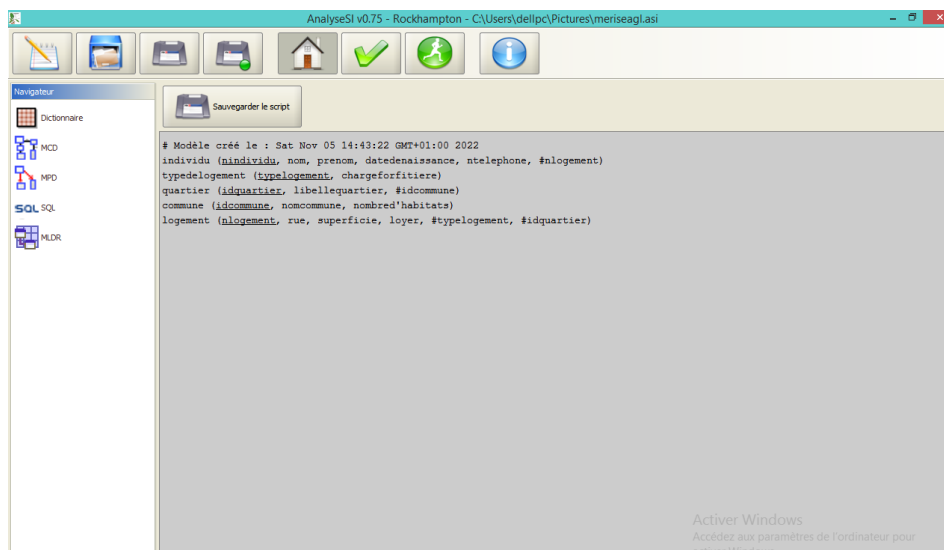 AnalyseSI v0.75 - Rockhampton - C:\Users\dellpc\Pictures\meriseagl.asi
Navigateur
Dictionnaire
MCD
MPD
SQL SQL
MLDR
Sauvegarder le script
# Modèle créé le : Sat Nov 05 14:43:22 GMT+01:00 2022
individu (nindividu, nom, prenom, datedenaissance, ntelephone, #nlogement)
typedelogement (typelogement, chargeforfitiere)
quartier (idquartier, libellequartier, #idcommune)
commune (idcommune, nomcommune, nombred'habitats)
logement (nlogement, rue, superficie, loyer, #typelogement, #idquartier)
Activer Windows
Accédez aux paramètres de l'ordinateur pour